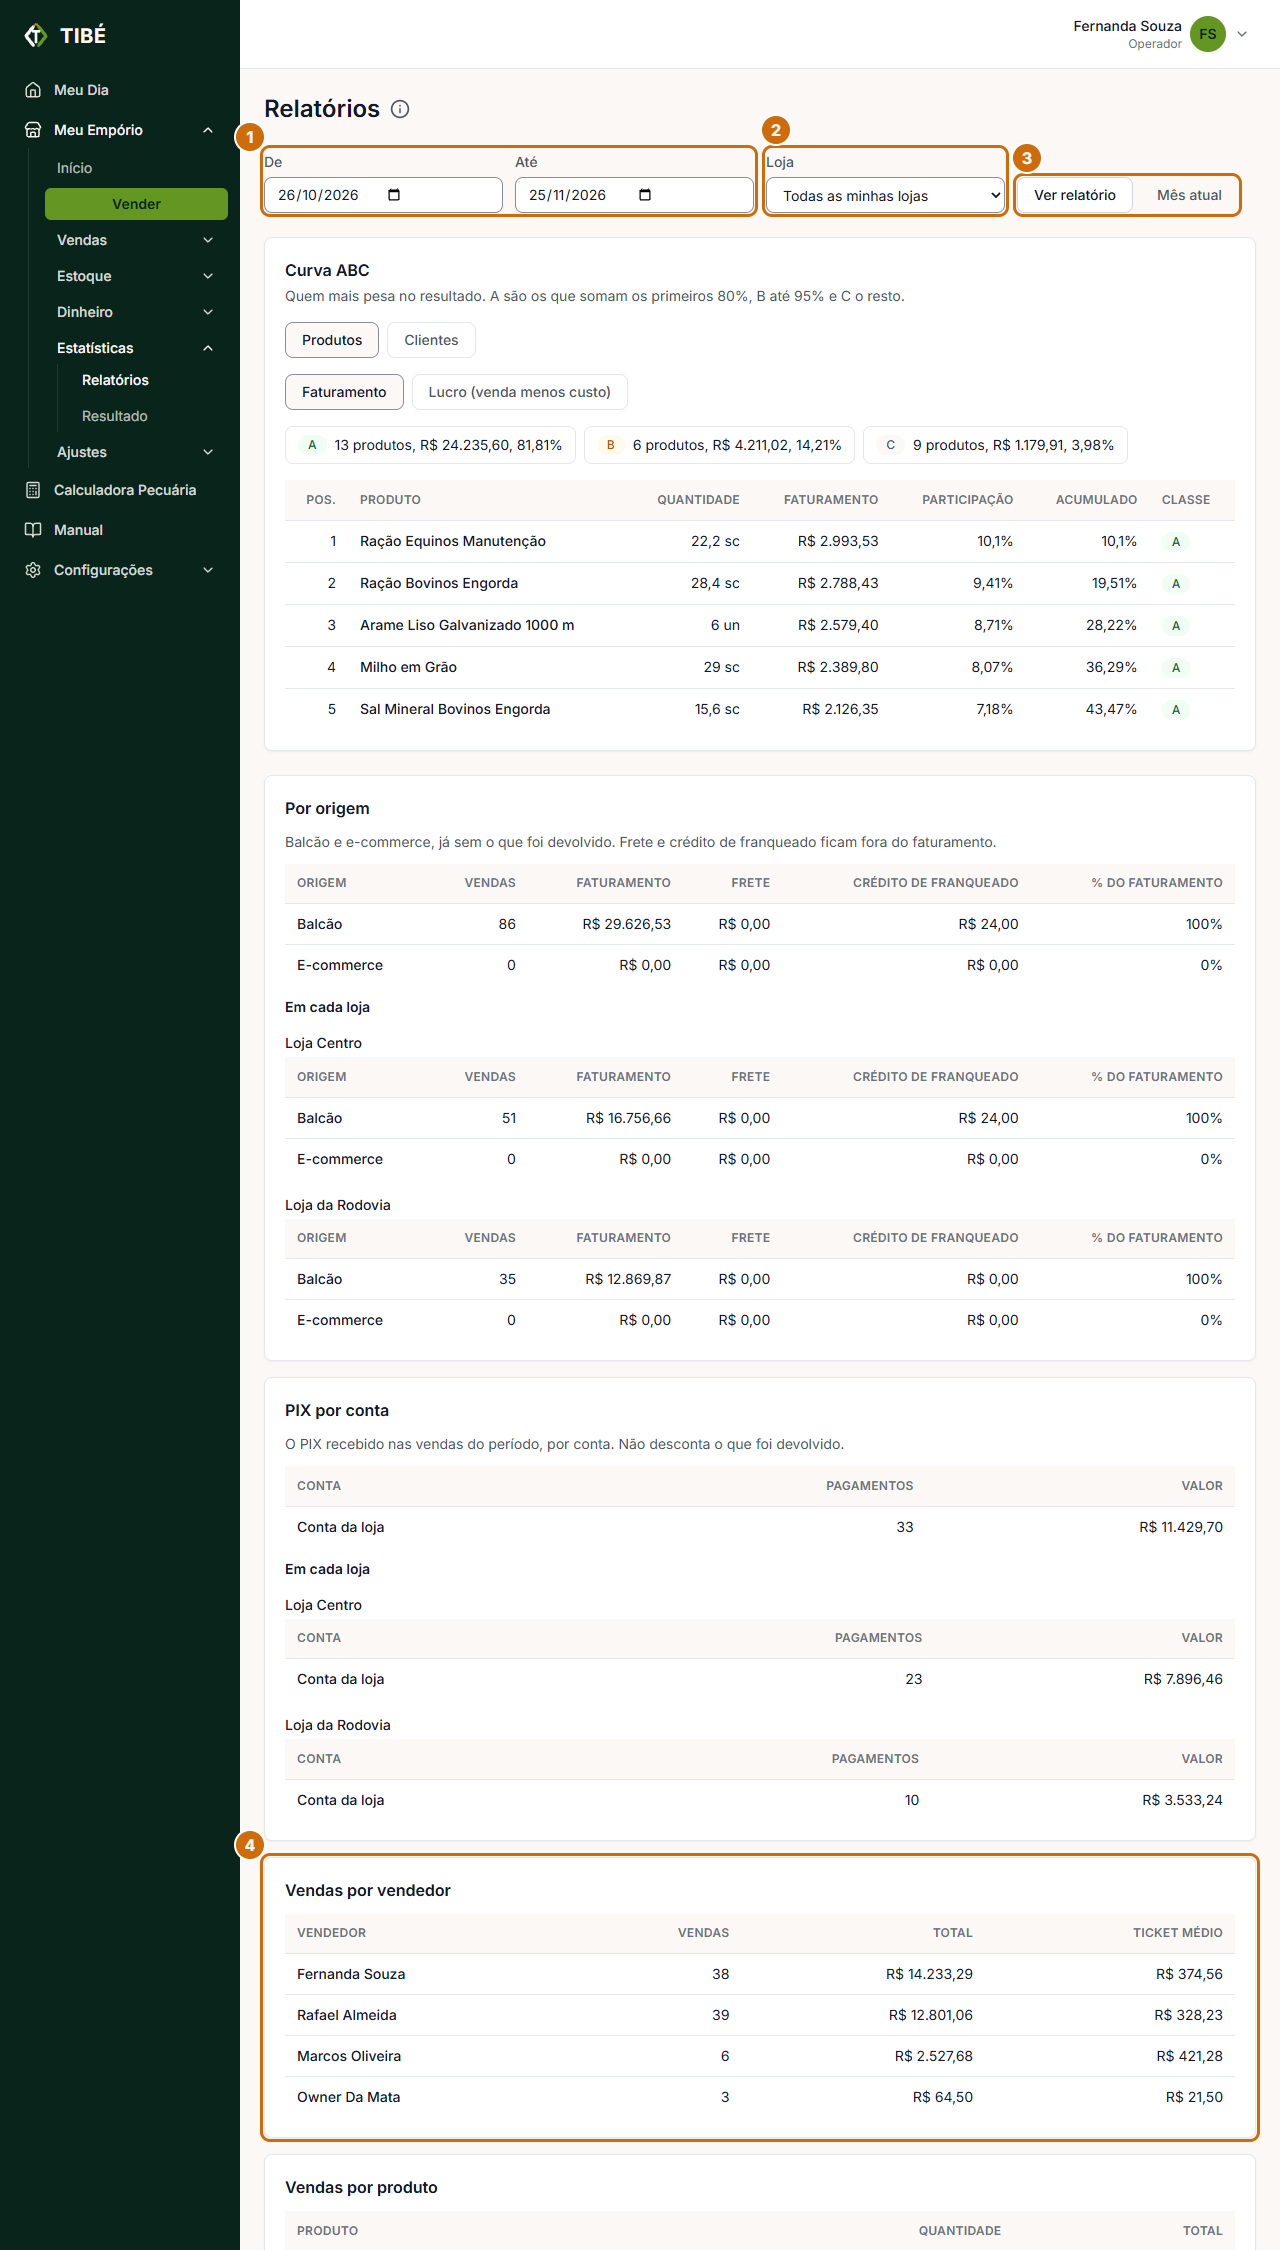 TIBÉ
Fernanda Souza
Operador
FS
Meu Dia
Meu Empório
Início
Vender
Vendas
Estoque
Dinheiro
Estatísticas
Relatórios
Resultado
Ajustes
Calculadora Pecuária
Manual
Configurações
Relatórios
1
2
3
De
Até
Loja
26/10/2026
25/11/2026
Todas as minhas lojas
Ver relatório
Mês atual
Curva ABC
Quem mais pesa no resultado. A são os que somam os primeiros 80%, B até 95% e C o resto.
Produtos
Clientes
Faturamento
Lucro (venda menos custo)
A 13 produtos, R$ 24.235,60, 81,81%
B 6 produtos, R$ 4.211,02, 14,21%
C 9 produtos, R$ 1.179,91, 3,98%
POS. PRODUTO QUANTIDADE FATURAMENTO PARTICIPAÇÃO ACUMULADO CLASSE
1 Ração Equinos Manutenção 22,2 sc R$ 2.993,53 10,1% 10,1% A
2 Ração Bovinos Engorda 28,4 sc R$ 2.788,43 9,41% 19,51% A
3 Arame Liso Galvanizado 1000 m 6 un R$ 2.579,40 8,71% 28,22% A
4 Milho em Grão 29 sc R$ 2.389,80 8,07% 36,29% A
5 Sal Mineral Bovinos Engorda 15,6 sc R$ 2.126,35 7,18% 43,47% A
Por origem
Balcão e e-commerce, já sem o que foi devolvido. Frete e crédito de franqueado ficam fora do faturamento.
ORIGEM VENDAS FATURAMENTO FRETE CRÉDITO DE FRANQUEADO % DO FATURAMENTO
Balcão 86 R$ 29.626,53 R$ 0,00 R$ 24,00 100%
E-commerce 0 R$ 0,00 R$ 0,00 R$ 0,00 0%
Em cada loja
Loja Centro
ORIGEM VENDAS FATURAMENTO FRETE CRÉDITO DE FRANQUEADO % DO FATURAMENTO
Balcão 51 R$ 16.756,66 R$ 0,00 R$ 24,00 100%
E-commerce 0 R$ 0,00 R$ 0,00 R$ 0,00 0%
Loja da Rodovia
ORIGEM VENDAS FATURAMENTO FRETE CRÉDITO DE FRANQUEADO % DO FATURAMENTO
Balcão 35 R$ 12.869,87 R$ 0,00 R$ 0,00 100%
E-commerce 0 R$ 0,00 R$ 0,00 R$ 0,00 0%
PIX por conta
O PIX recebido nas vendas do período, por conta. Não desconta o que foi devolvido.
CONTA PAGAMENTOS VALOR
Conta da loja 33 R$ 11.429,70
Em cada loja
Loja Centro
CONTA PAGAMENTOS VALOR
Conta da loja 23 R$ 7.896,46
Loja da Rodovia
CONTA PAGAMENTOS VALOR
Conta da loja 10 R$ 3.533,24
4
Vendas por vendedor
VENDEDOR VENDAS TOTAL TICKET MÉDIO
Fernanda Souza 38 R$ 14.233,29 R$ 374,56
Rafael Almeida 39 R$ 12.801,06 R$ 328,23
Marcos Oliveira 6 R$ 2.527,68 R$ 421,28
Owner Da Mata 3 R$ 64,50 R$ 21,50
Vendas por produto
PRODUTO QUANTIDADE TOTAL